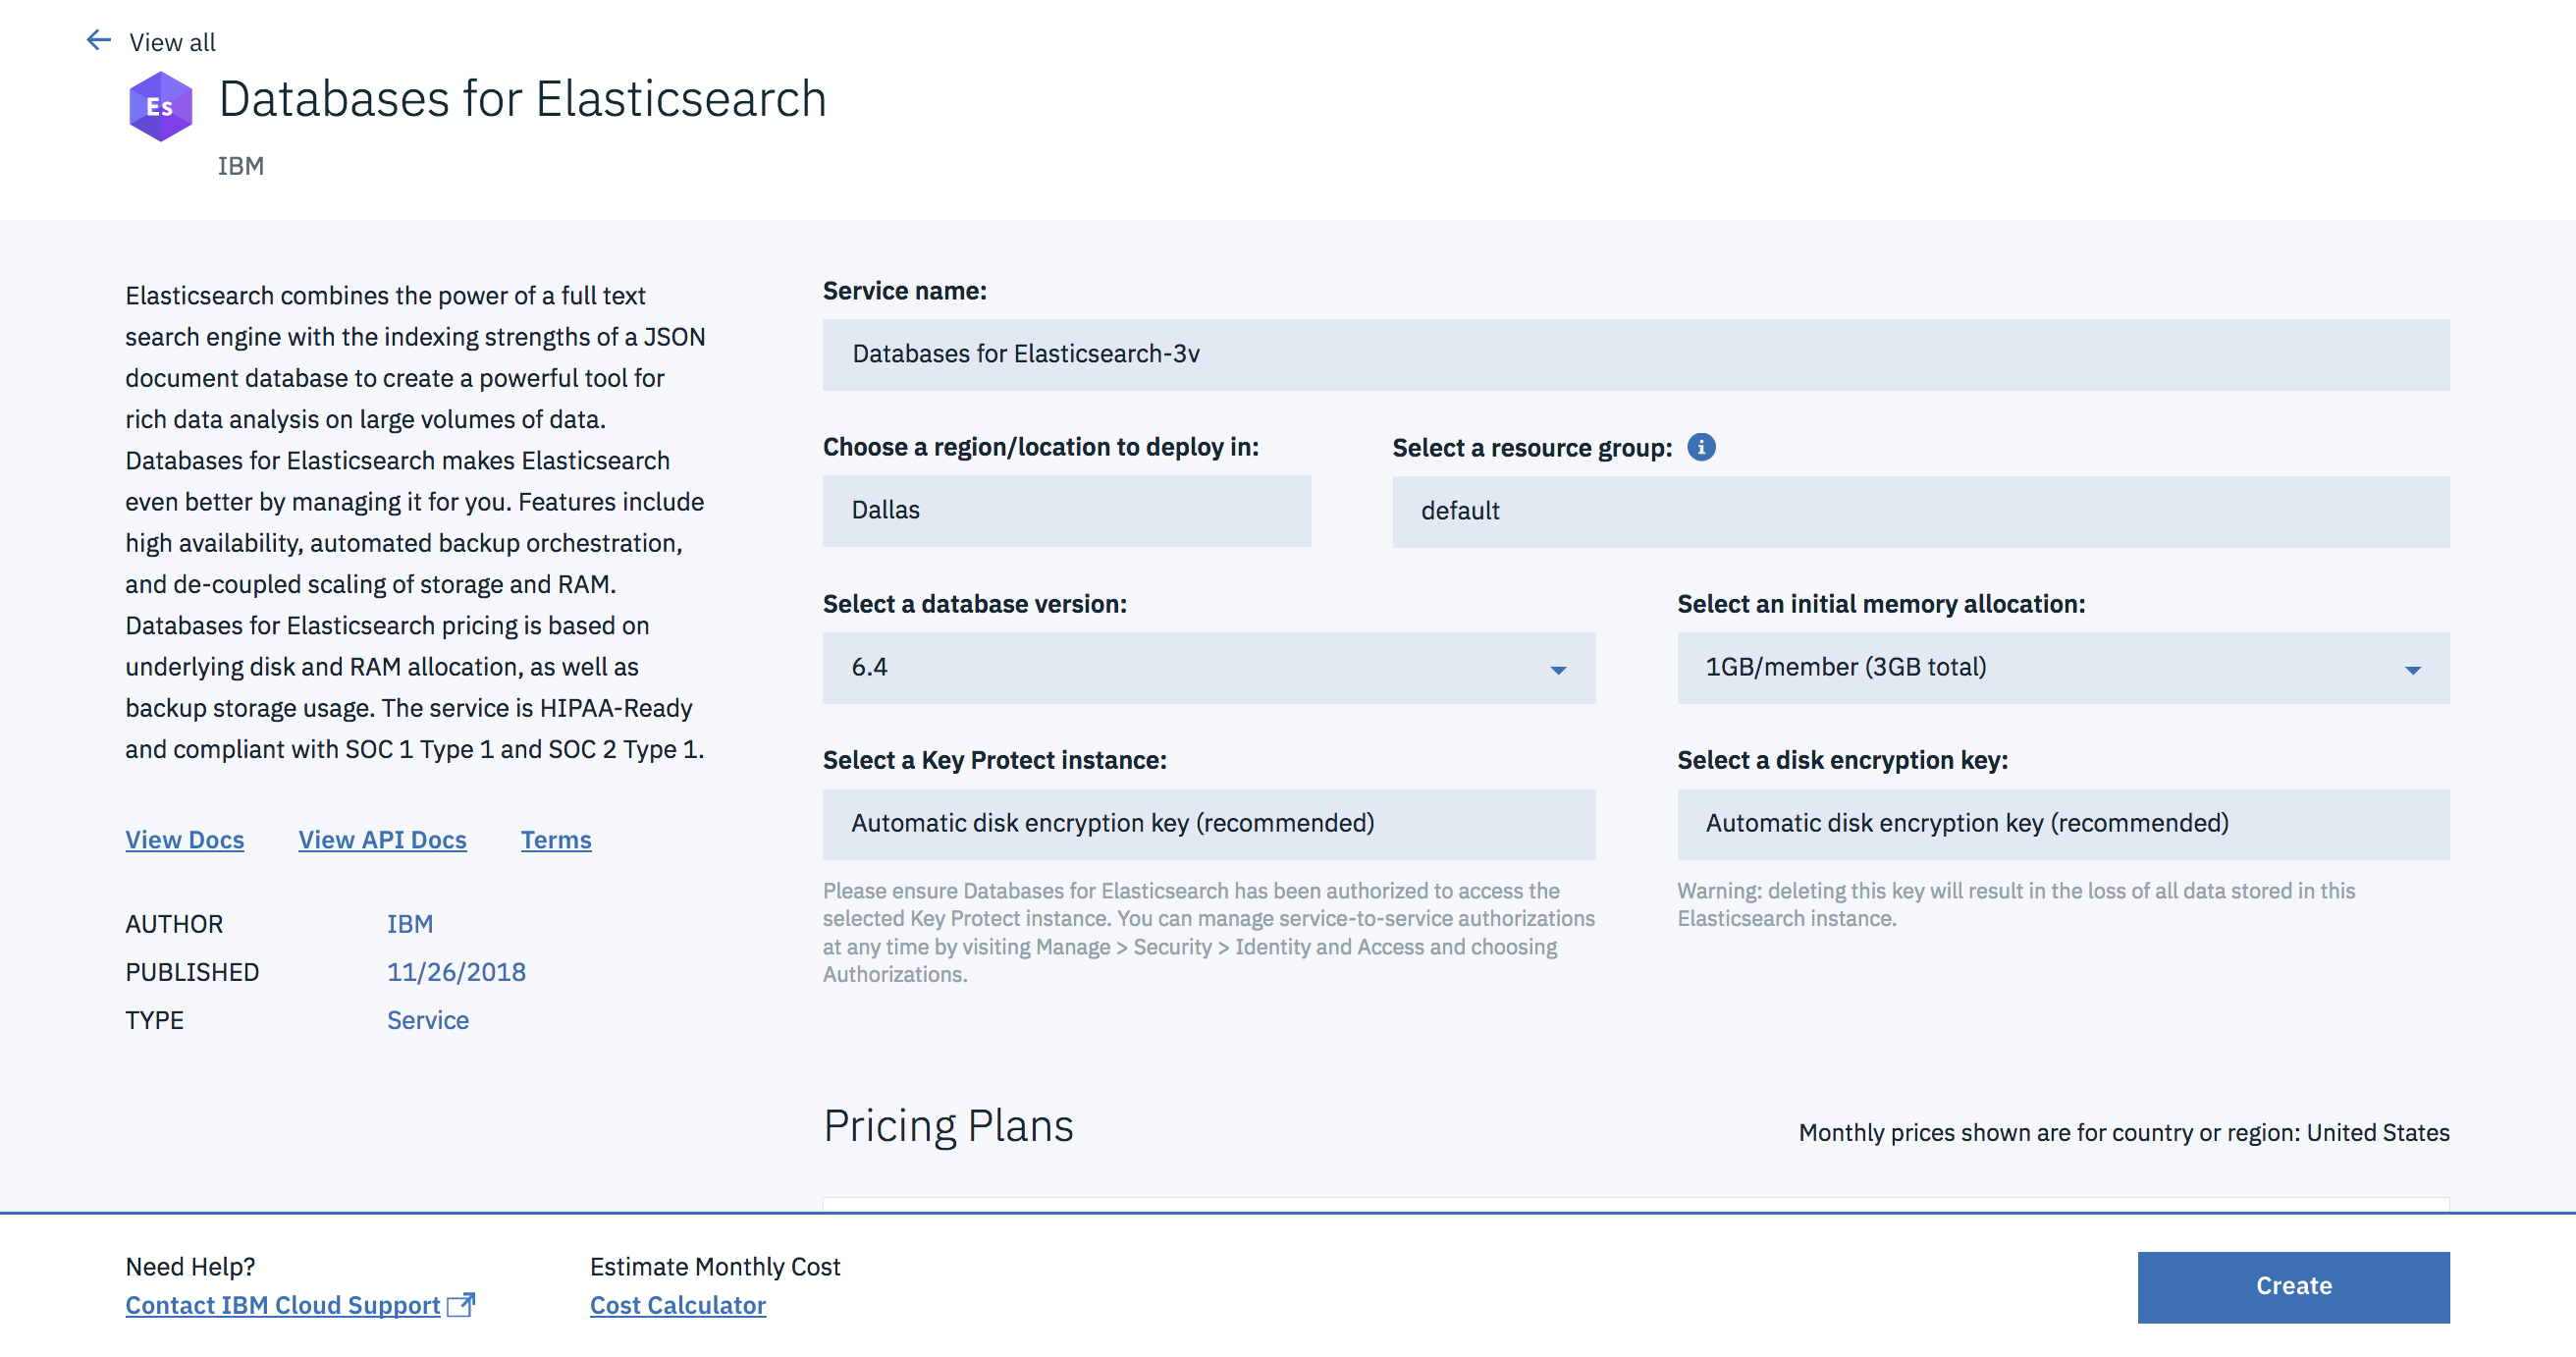 View all
Es
Databases for Elasticsearch
IBM
Elasticsearch combines the power of a full text
search engine with the indexing strengths of a JSON
document database to create a powerful tool for
rich data analysis on large volumes of data.
Databases for Elasticsearch makes Elasticsearch
even better by managing it for you. Features include
high availability, automated backup orchestration,
and de-coupled scaling of storage and RAM.
Databases for Elasticsearch pricing is based on
underlying disk and RAM allocation, as well as
backup storage usage. The service is HIPAA-Ready
and compliant with SOC 1 Type 1 and SOC 2 Type 1.
View Docs View API Docs Terms
AUTHOR IBM
PUBLISHED 11/26/2018
TYPE Service
Service name:
Databases for Elasticsearch-3v
Choose a region/location to deploy in:
Dallas
Select a resource group:
default
Select a database version:
6.4
Select an initial memory allocation:
1GB/member (3GB total)
Select a Key Protect instance:
Automatic disk encryption key (recommended)
Please ensure Databases for Elasticsearch has been authorized to access the
selected Key Protect instance. You can manage service-to-service authorizations
at any time by visiting Manage > Security > Identity and Access and choosing
Authorizations.
Select a disk encryption key:
Automatic disk encryption key (recommended)
Warning: deleting this key will result in the loss of all data stored in this
Elasticsearch instance.
Pricing Plans
Monthly prices shown are for country or region: United States
Need Help?
Contact IBM Cloud Support
Estimate Monthly Cost
Cost Calculator
Create